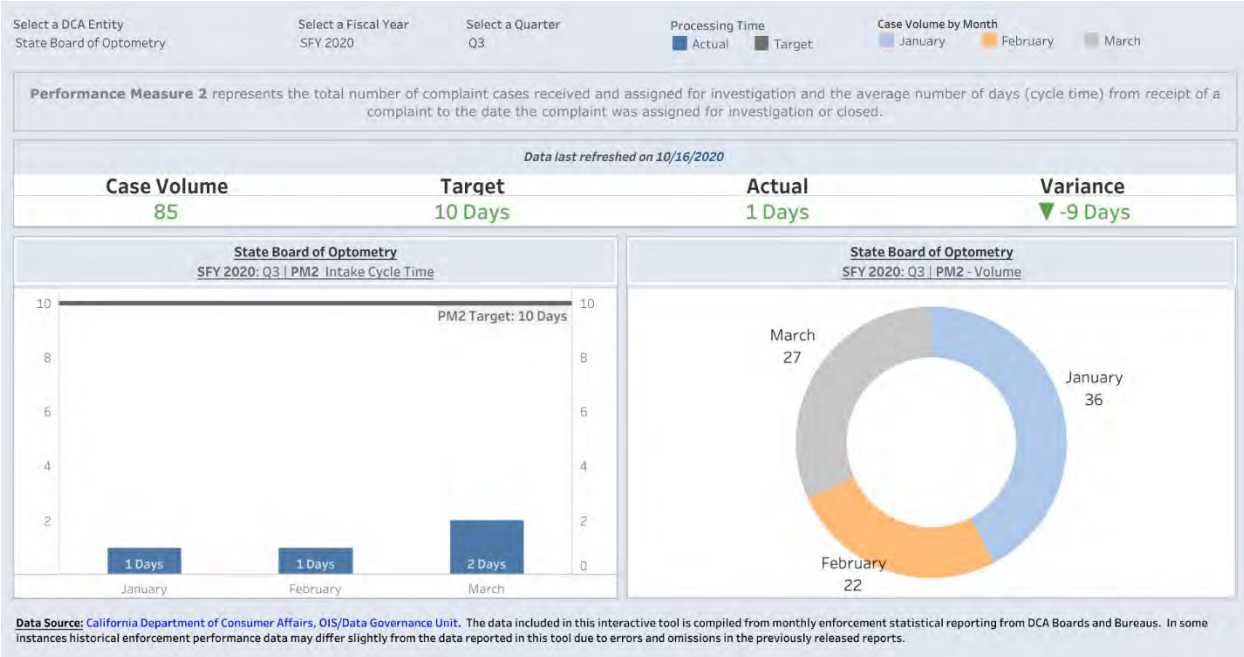 Select a DCA Entity
State Board of Optometry
Select a Fiscal Year
SFY 2020
Select a Quarter
Q3
Processing Time
Actual Target
Case Volume by Month
January February March
Performance Measure 2 represents the total number of complaint cases received and assigned for investigation and the average number of days (cycle time) from receipt of a
complaint to the date the complaint was assigned for investigation or closed.
Data last refreshed on 10/16/2020
Case Volume Target Actual Variance
85 10 Days 1 Days ▼ -9 Days
State Board of Optometry
SFY 2020: Q3 | PM2 Intake Cycle Time
10 10
PM2 Target: 10 Days
8 8
6 6
4 4
2 2
1 Days 1 Days 2 Days 0
January February March
State Board of Optometry
SFY 2020: Q3 | PM2 - Volume
March
27
January
36
February
22
Data Source: California Department of Consumer Affairs, OIS/Data Governance Unit. The data included in this interactive tool is compiled from monthly enforcement statistical reporting from DCA Boards and Bureaus. In some
instances historical enforcement performance data may differ slightly from the data reported in this tool due to errors and omissions in the previously released reports.